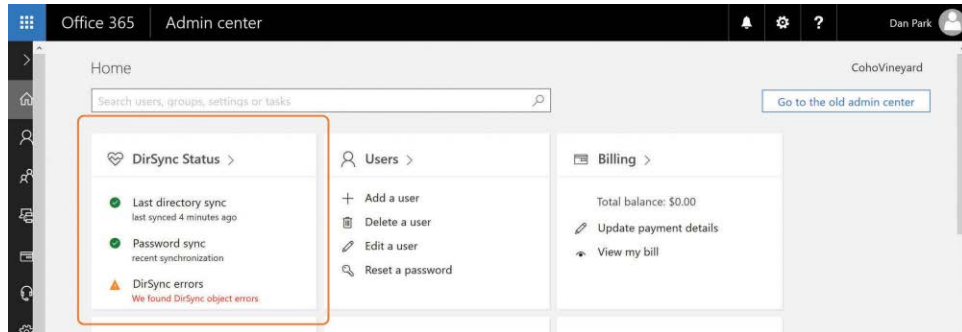 Office 365 Admin center ? Dan Park
Home CohoVineyard
Search users, groups, settings or tasks Go to the old admin center
DirSync Status >
Last directory sync
last synced 4 minutes ago
Password sync
recent synchronization
DirSync errors
We found DirSync object errors
Users >
+ Add a user
Delete a user
Edit a user
Reset a password
Billing >
Total balance: $0.00
Update payment details
View my bill